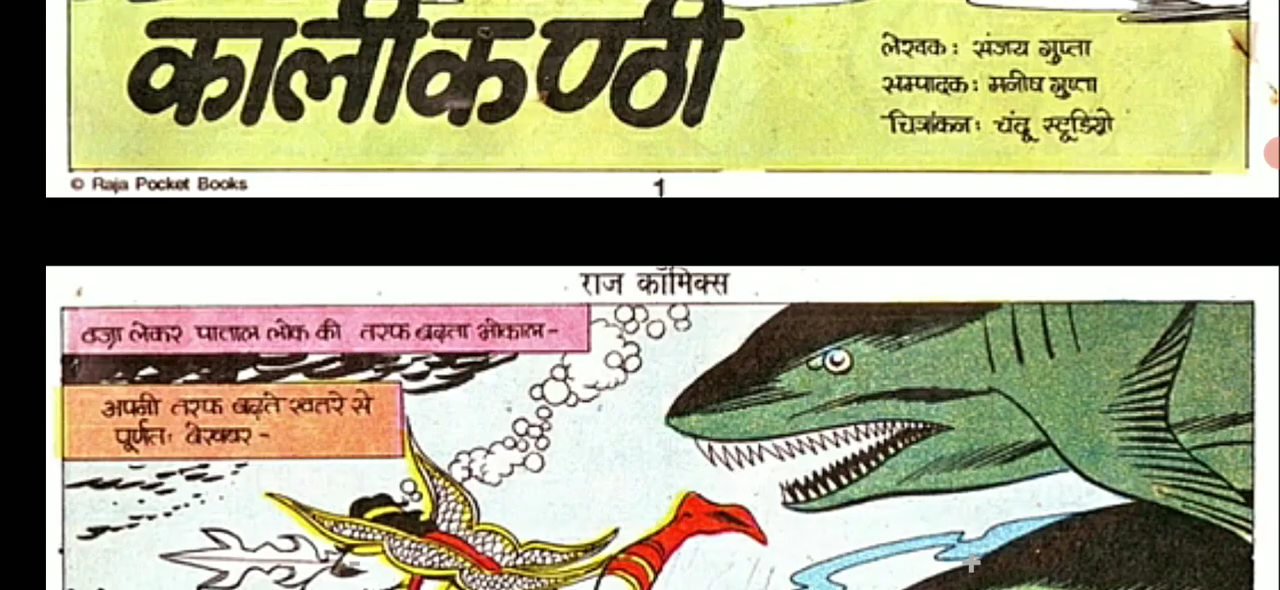 कालीकण्ठी
लेखक: संजय गुप्ता
सम्पादक: मनीष गुप्ता
चित्रांकन: चंदू स्टूडियो
© Raja Pocket Books
1
राज कॉमिक्स
वज्र लेकर पाताल लोक की तरफ बढ़ता भोकाल-
अपनी तरफ बढ़ते खतरे से
पूर्णतः बेखबर -